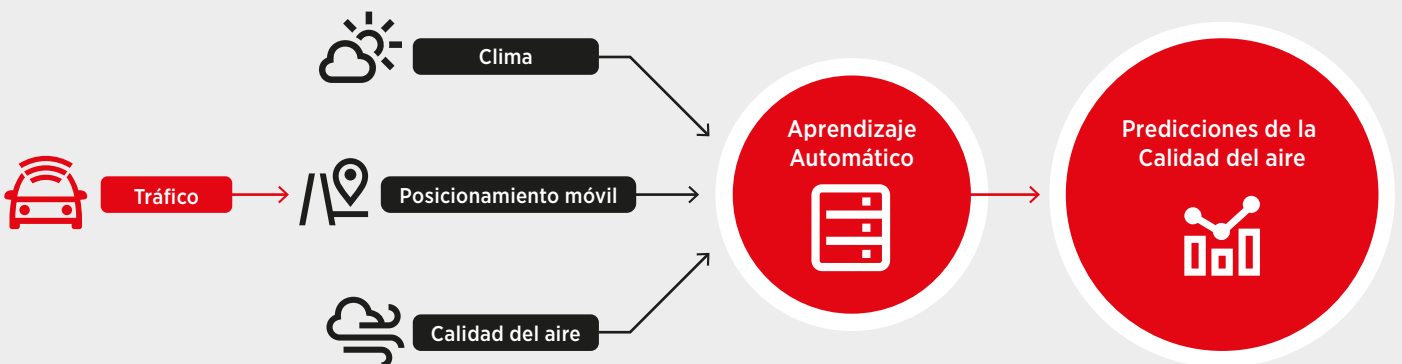 Clima
Tráfico
Posicionamiento móvil
Calidad del aire
Aprendizaje
Automático
Predicciones de la
Calidad del aire